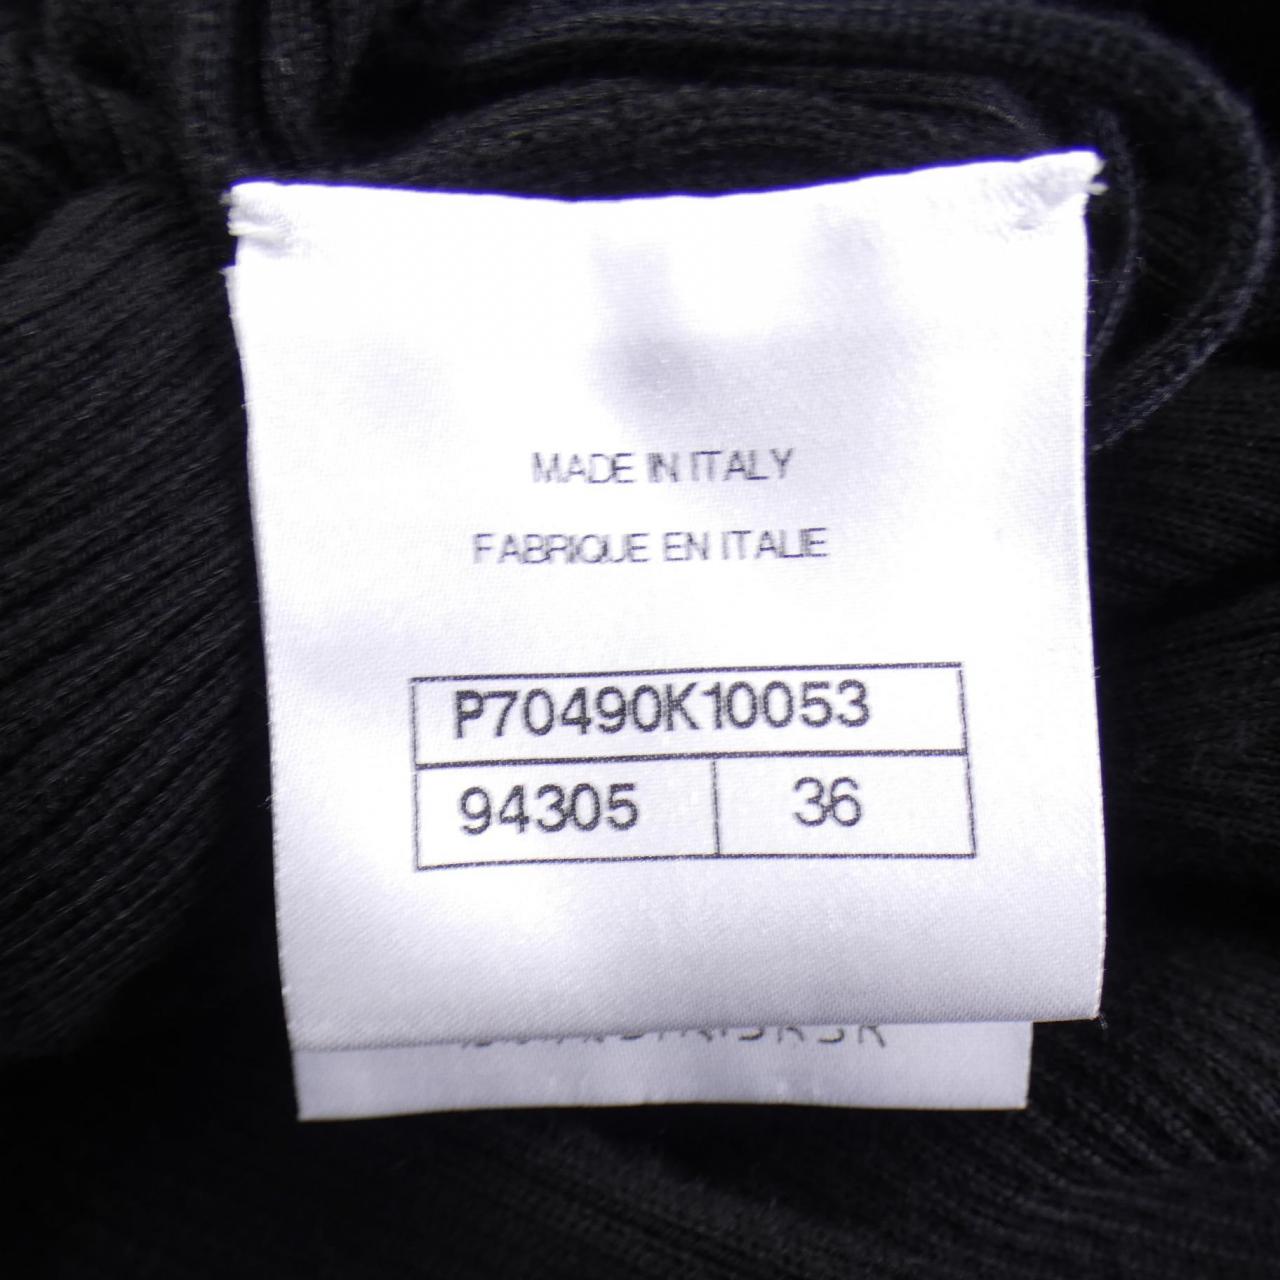 MADE IN ITALY
FABRIQUE EN ITALIE
P70490K10053
94305 36